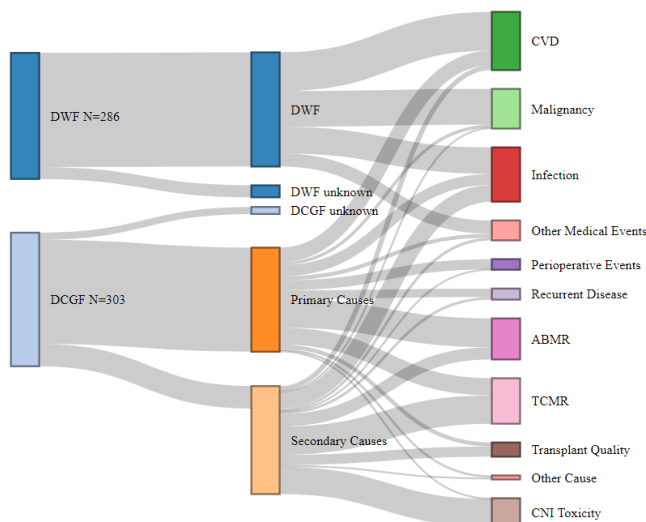 DWF N=286
DCGF N=303
DWF
DWF unknown
DCGF unknown
Primary Causes
Secondary Causes
CVD
Malignancy
Infection
Other Medical Events
Perioperative Events
Recurrent Disease
ABMR
TCMR
Transplant Quality
Other Cause
CNI Toxicity